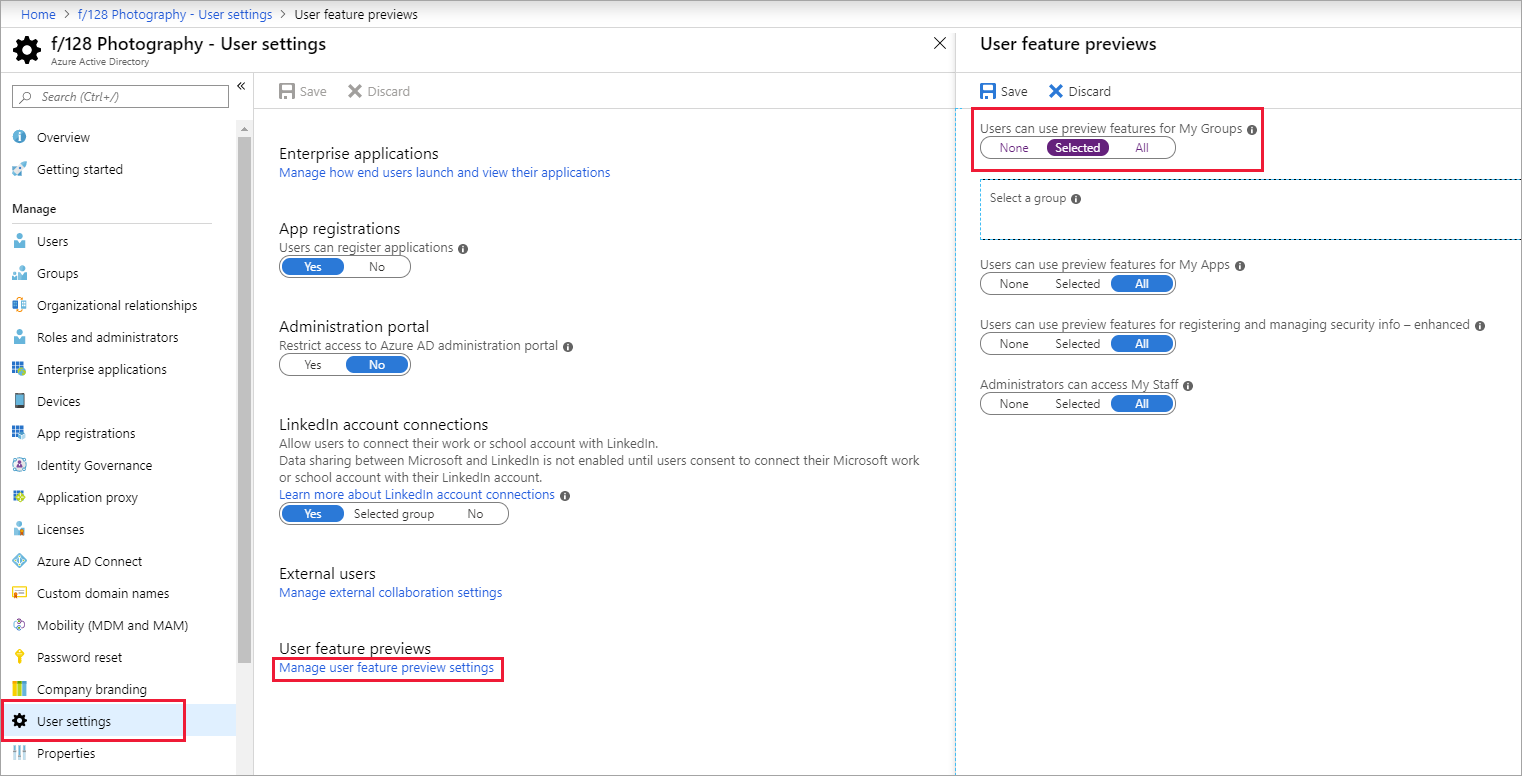 Home > f/128 Photography - User settings > User feature previews
f/128 Photography - User settings
Azure Active Directory
Search (Ctrl+/)
«
Overview
Getting started
Manage
Users
Groups
Organizational relationships
Roles and administrators
Enterprise applications
Devices
App registrations
Identity Governance
Application proxy
Licenses
Azure AD Connect
Custom domain names
Mobility (MDM and MAM)
Password reset
Company branding
User settings
Properties
Save Discard
Enterprise applications
Manage how end users launch and view their applications
App registrations
Users can register applications
Yes No
Administration portal
Restrict access to Azure AD administration portal
Yes No
LinkedIn account connections
Allow users to connect their work or school account with LinkedIn.
Data sharing between Microsoft and LinkedIn is not enabled until users consent to connect their Microsoft work
or school account with their LinkedIn account.
Learn more about LinkedIn account connections
Yes Selected group No
External users
Manage external collaboration settings
User feature previews
Manage user feature preview settings
User feature previews
Save Discard
Users can use preview features for My Groups
None Selected All
Select a group
Users can use preview features for My Apps
None Selected All
Users can use preview features for registering and managing security info – enhanced
None Selected All
Administrators can access My Staff
None Selected All